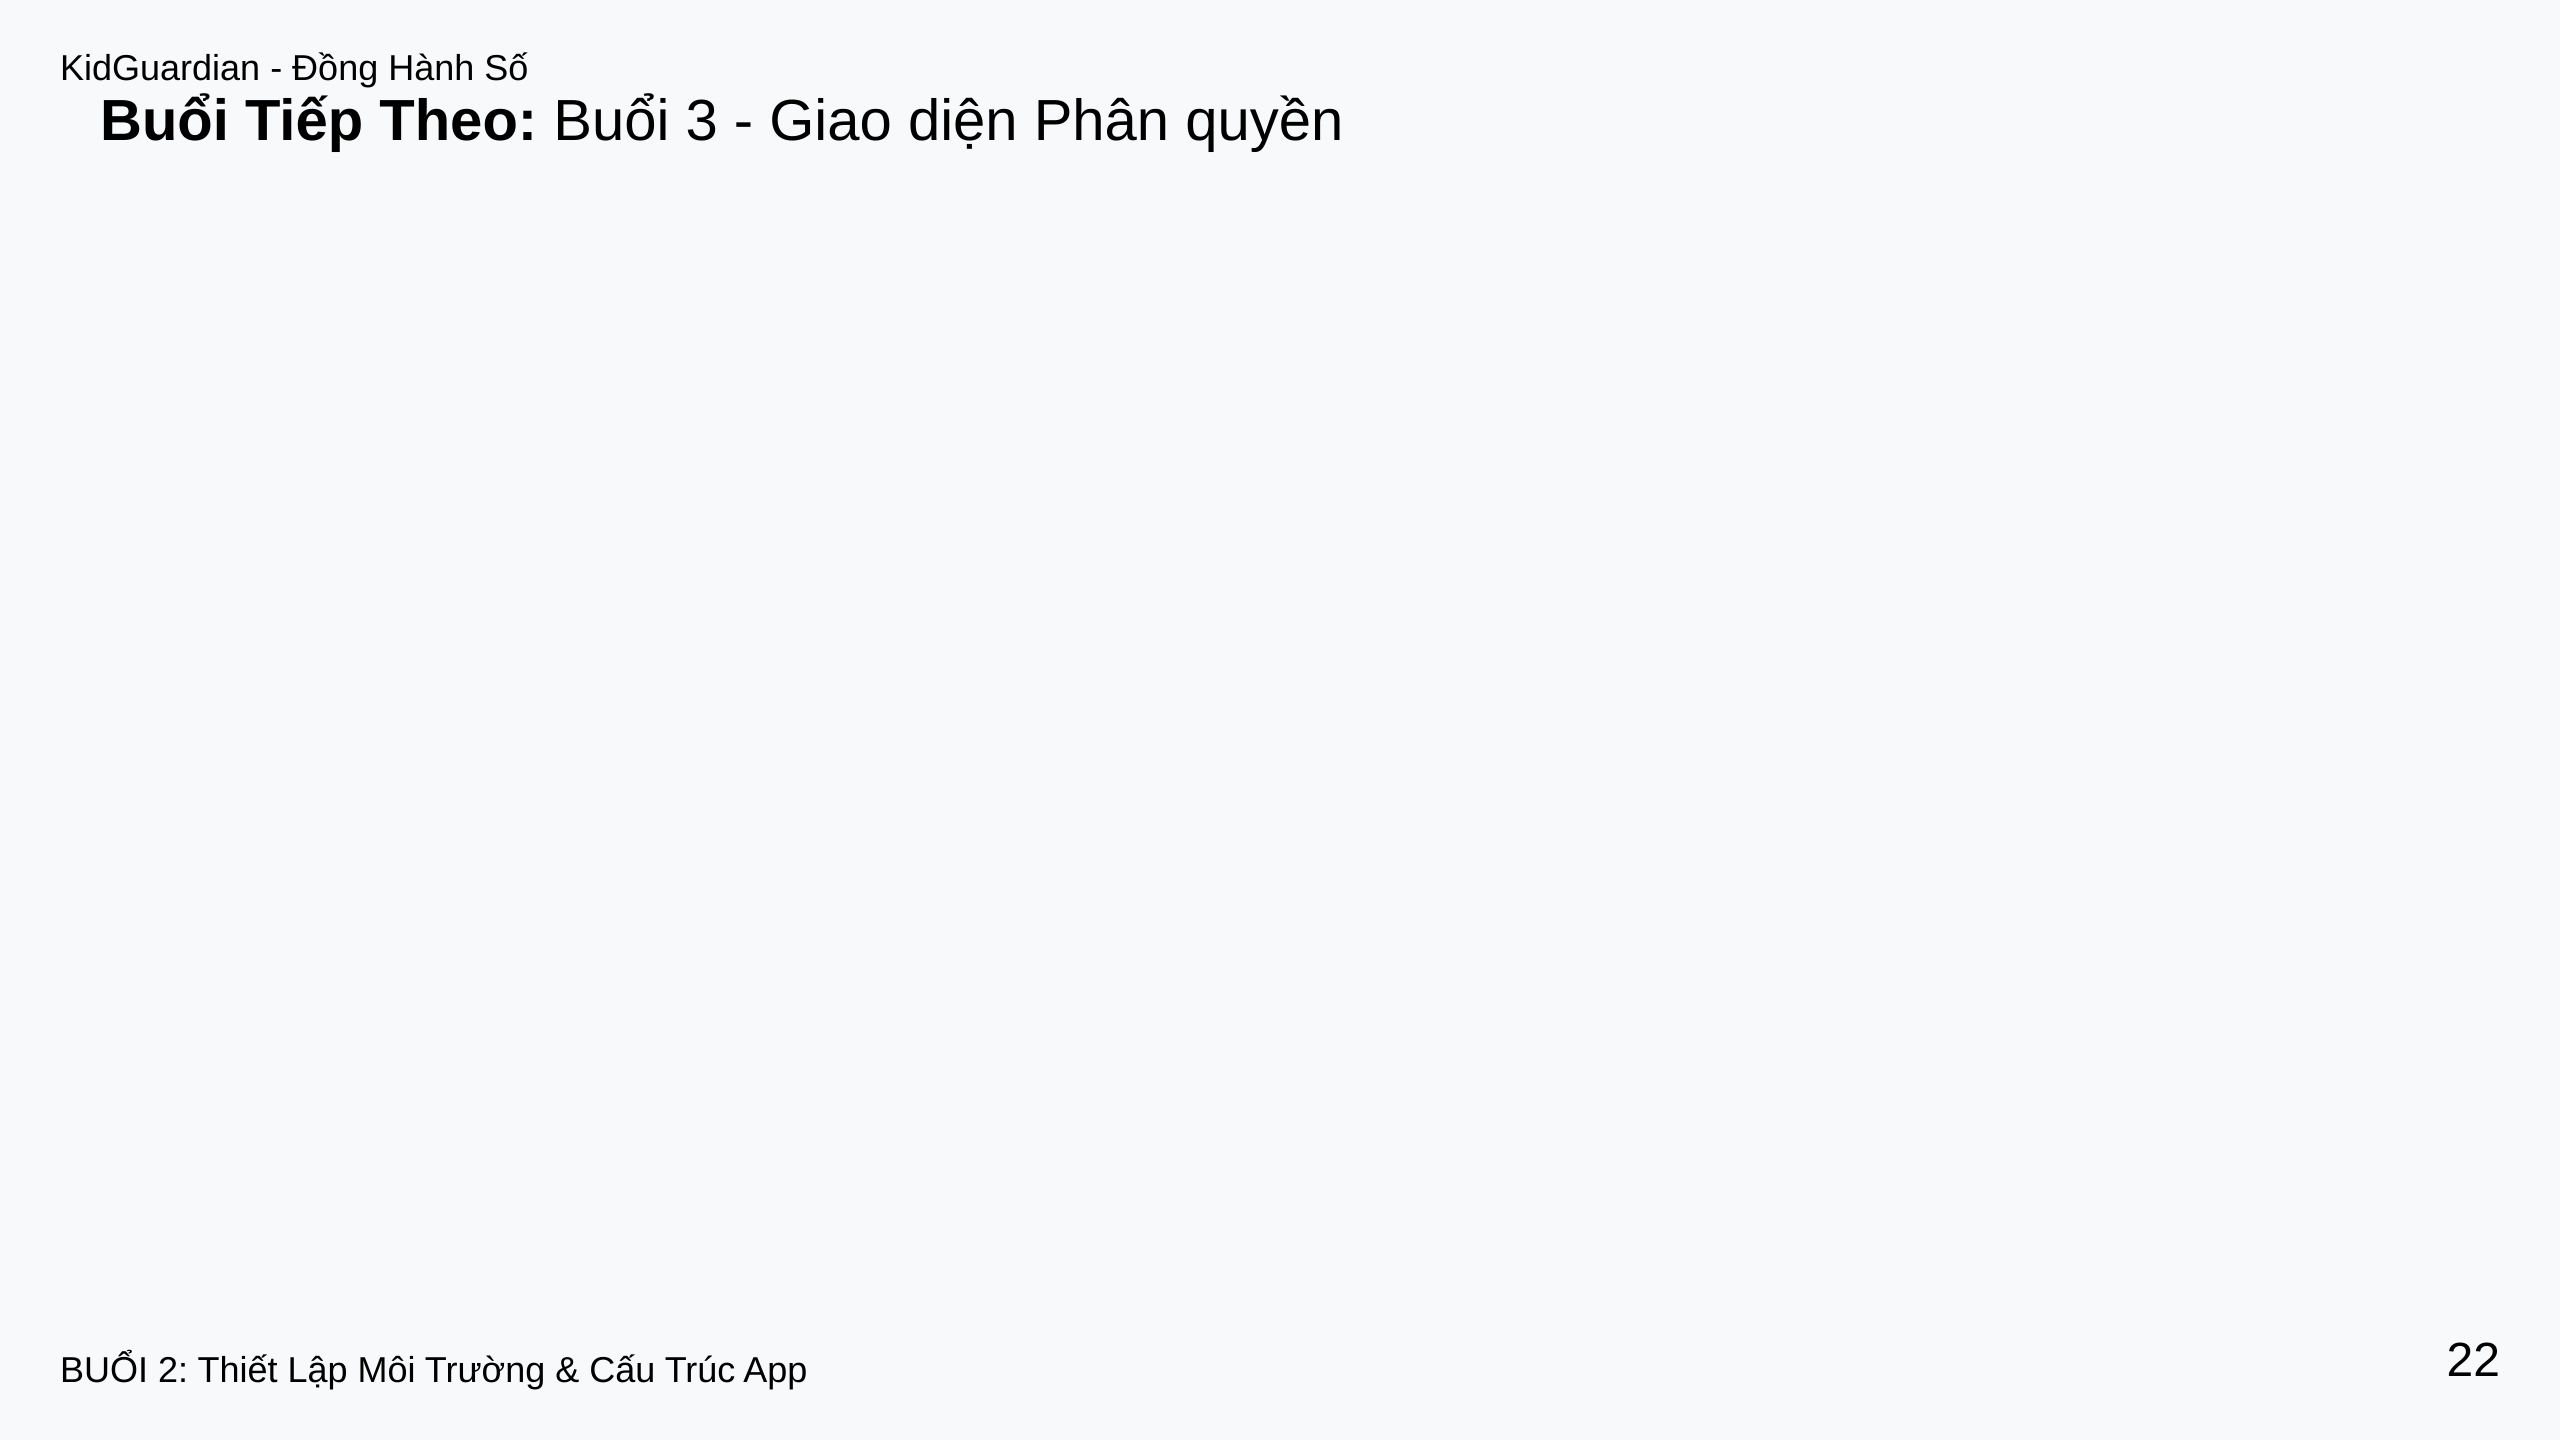 KidGuardian - Đồng Hành Số
Buổi Tiếp Theo: Buổi 3 - Giao diện Phân quyền
BUỔI 2: Thiết Lập Môi Trường & Cấu Trúc App
22